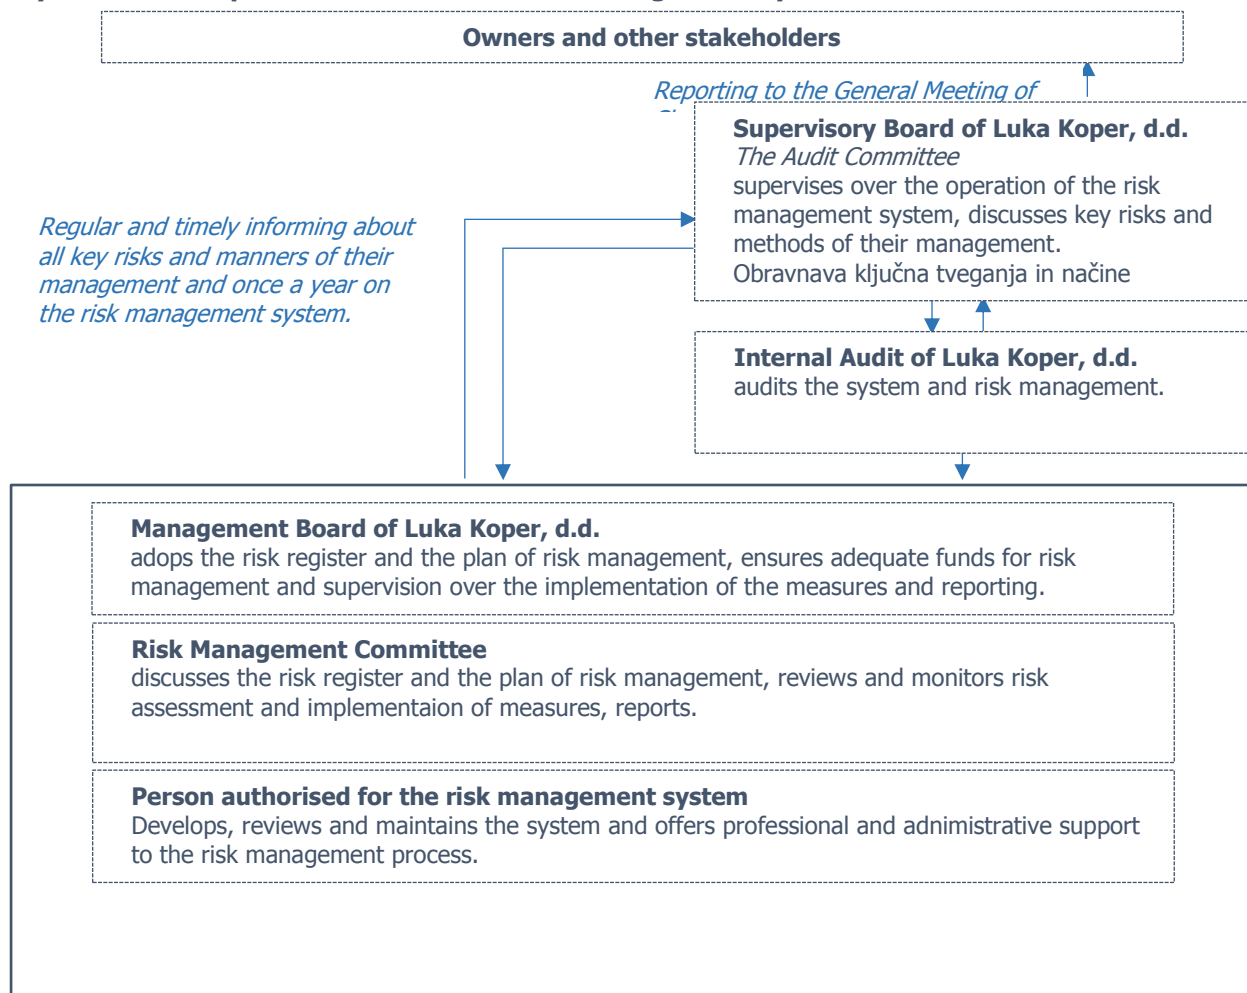 Owners and other stakeholders
Reporting to the General Meeting of
Supervisory Board of Luka Koper, d.d.
The Audit Committee
supervises over the operation of the risk
management system, discusses key risks and
methods of their management.
Obravnava ključna tveganja in načine
Regular and timely informing about
all key risks and manners of their
management and once a year on
the risk management system.
Internal Audit of Luka Koper, d.d.
audits the system and risk management.
Management Board of Luka Koper, d.d.
adops the risk register and the plan of risk management, ensures adequate funds for risk
management and supervision over the implementation of the measures and reporting.
Risk Management Committee
discusses the risk register and the plan of risk management, reviews and monitors risk
assessment and implementaion of measures, reports.
Person authorised for the risk management system
Develops, reviews and maintains the system and offers professional and adnimistrative support
to the risk management process.